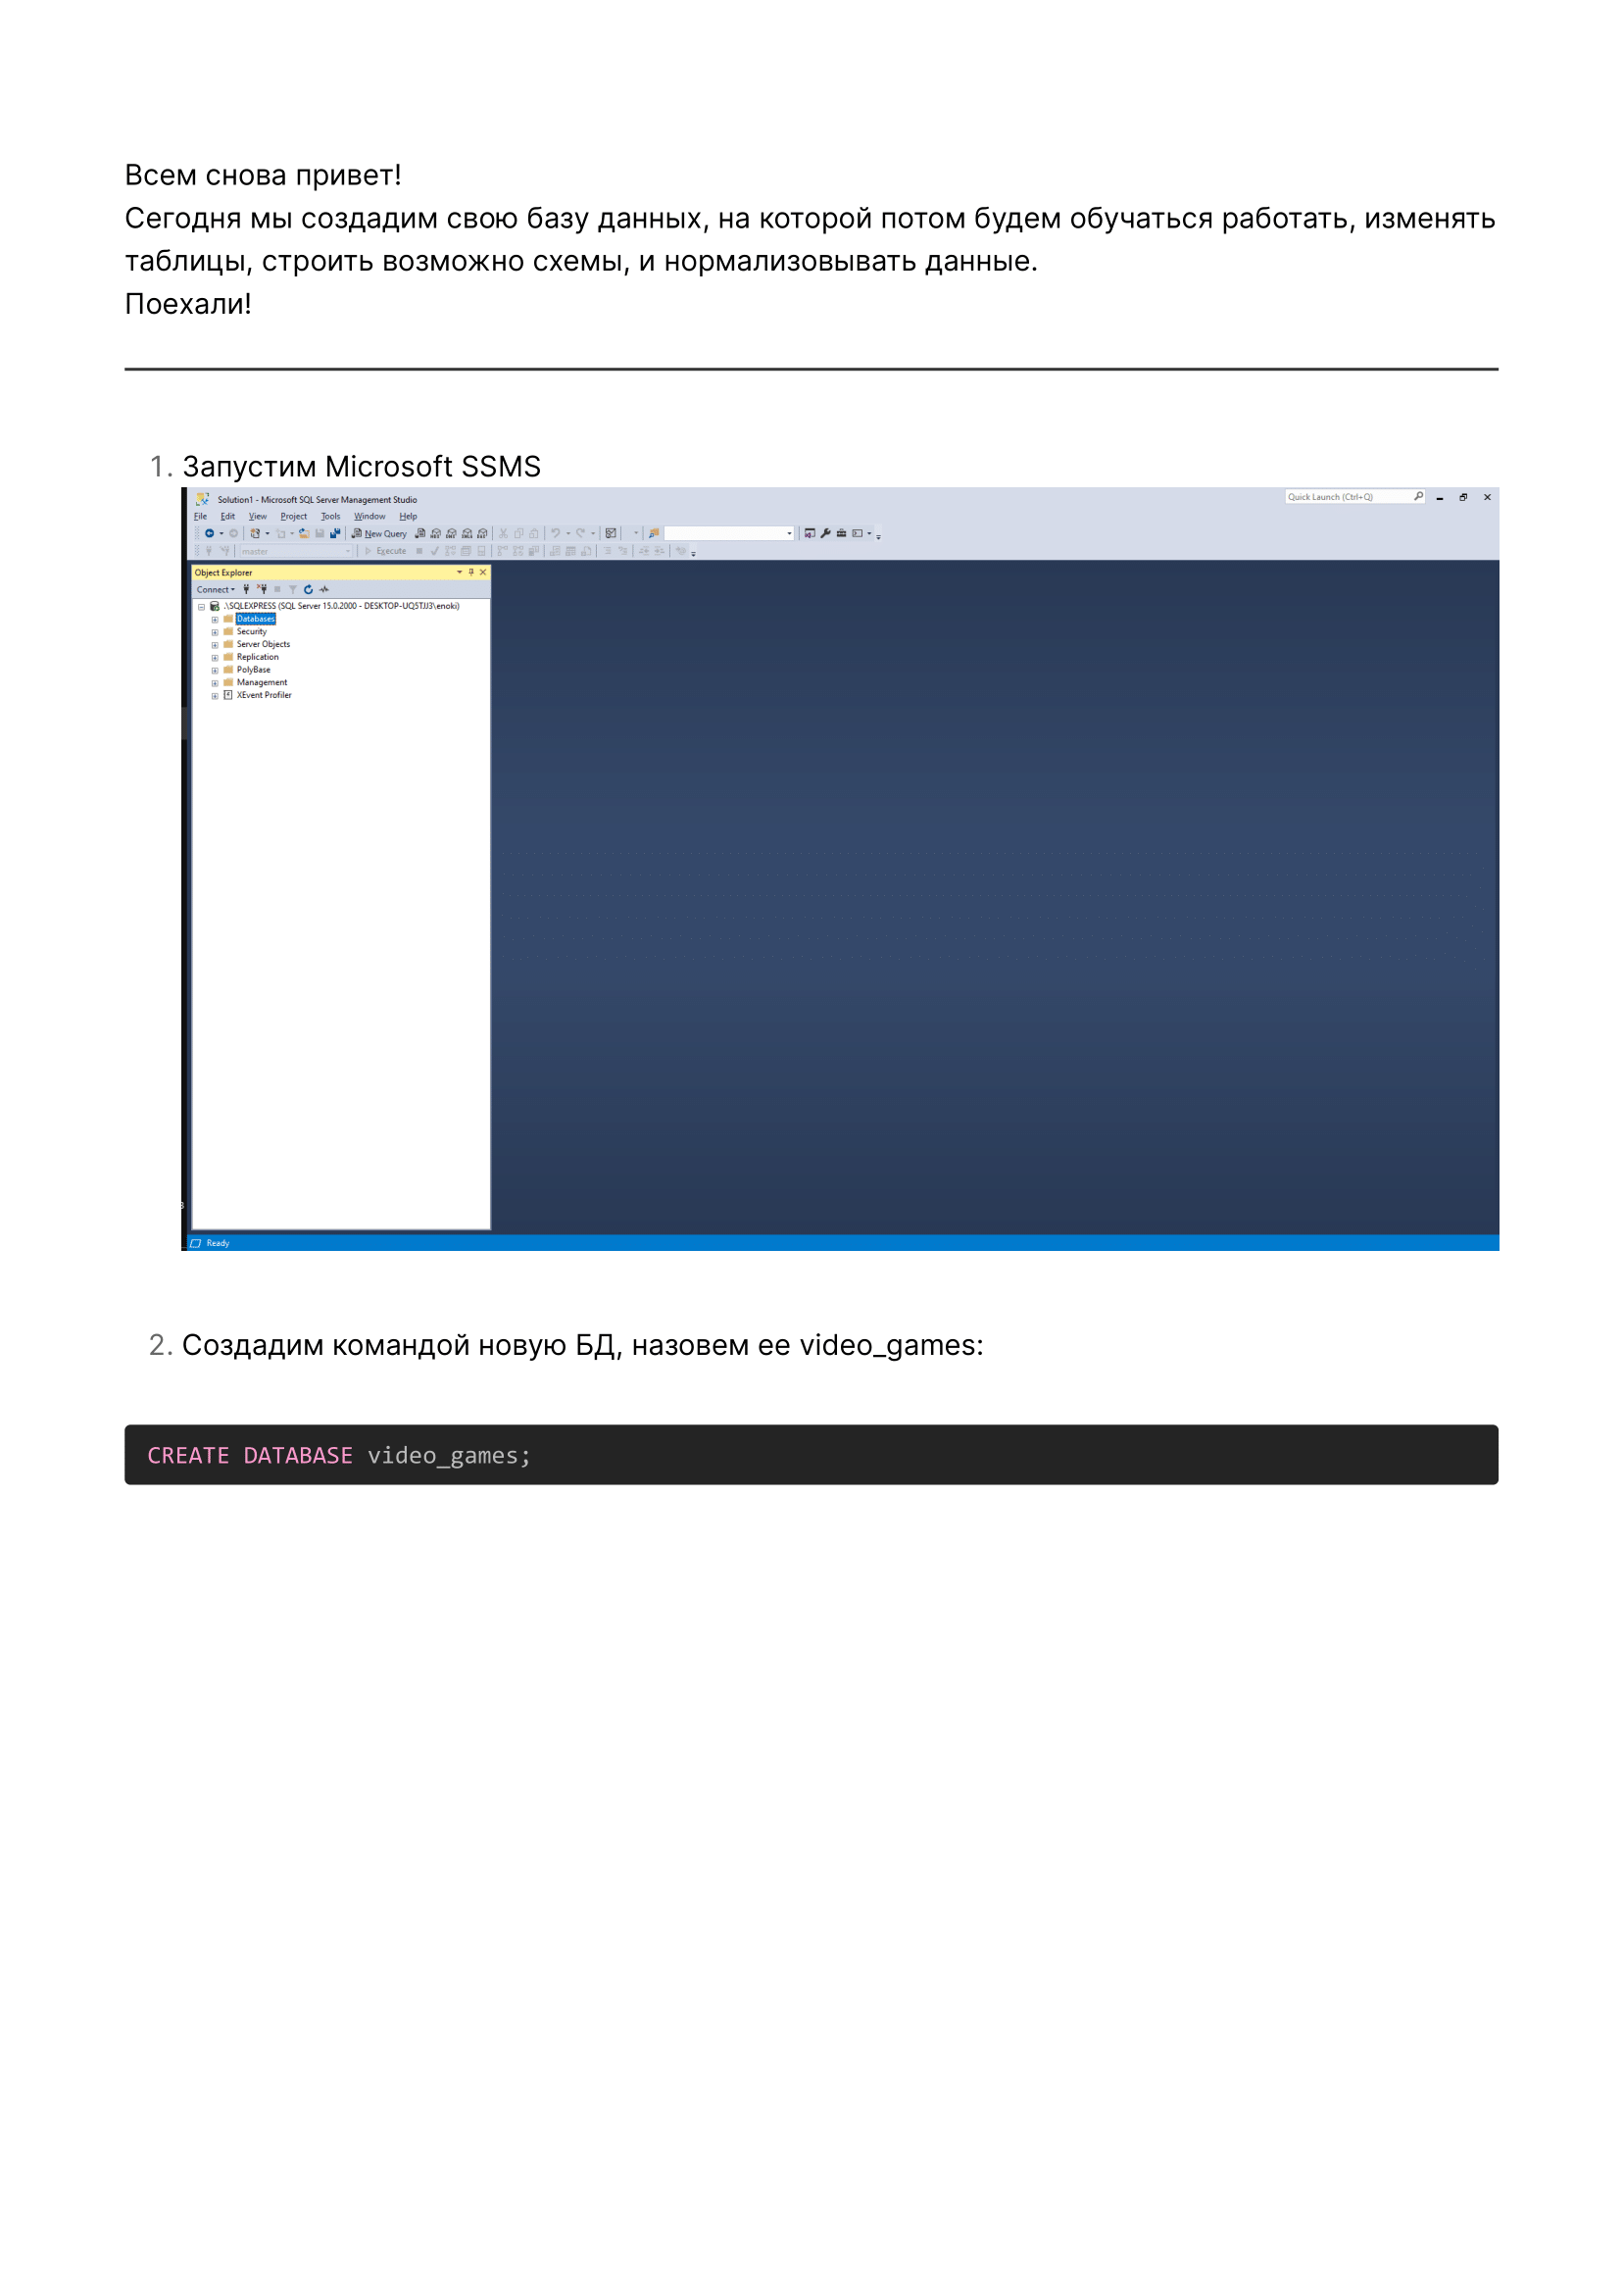 Всем снова привет!
Сегодня мы создадим свою базу данных, на которой потом будем обучаться работать, изменять
таблицы, строить возможно схемы, и нормализовывать данные.
Поехали!
1. Запустим Microsoft SSMS
Solution1 - Microsoft SQL Server Management Studio
Quick Launch (Ctrl+Q)
File Edit View Project Tools Window Help
New Query
master
Execute
Object Explorer
Connect
.\SQLEXPRESS (SQL Server 15.0.2000 - DESKTOP-UQ5TJJ3\enoki)
Databases
Security
Server Objects
Replication
PolyBase
Management
XEvent Profiler
Ready
2. Создадим командой новую БД, назовем ее video_games:
CREATE DATABASE video_games;